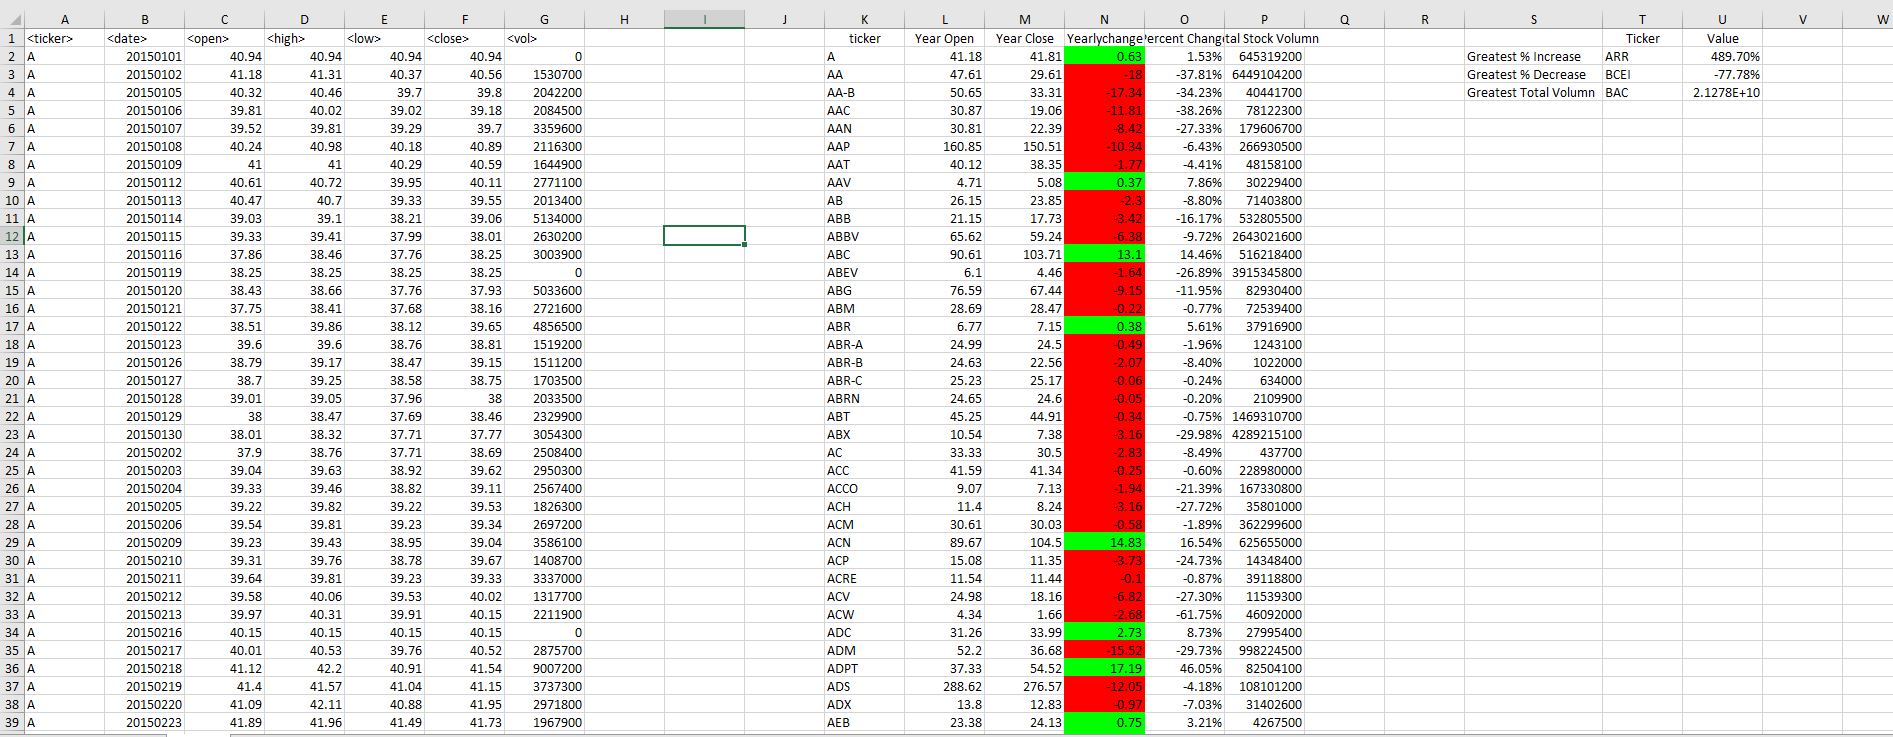 A B C D E F G H I J K L M N O P Q R S T U V W
1 <ticker> <date> <open> <high> <low> <close> <vol> ticker Year Open Year Close Yearlychange Percent Chang tal Stock Volumn Ticker Value
2 A 20150101 40.94 40.94 40.94 40.94 0 A 41.18 41.81 0.63 1.53% 645319200 Greatest % Increase ARR 489.70%
3 A 20150102 41.18 41.31 40.37 40.56 1530700 AA 47.61 29.61 -18 -37.81% 6449104200 Greatest % Decrease BCEI -77.78%
4 A 20150105 40.32 40.46 39.7 39.8 2042200 AA-B 50.65 33.31 -17.34 -34.23% 40441700 Greatest Total Volumn BAC 2.1278E+10
5 A 20150106 39.81 40.02 39.02 39.18 2084500 AAC 30.87 19.06 -11.81 -38.26% 78122300
6 A 20150107 39.52 39.81 39.29 39.7 3359600 AAN 30.81 22.39 -8.42 -27.33% 179606700
7 A 20150108 40.24 40.98 40.18 40.89 2116300 AAP 160.85 150.51 -10.34 -6.43% 266930500
8 A 20150109 41 41 40.29 40.59 1644900 AAT 40.12 38.35 -1.77 -4.41% 48158100
9 A 20150112 40.61 40.72 39.95 40.11 2771100 AAV 4.71 5.08 0.37 7.86% 30229400
10 A 20150113 40.47 40.7 39.33 39.55 2013400 AB 26.15 23.85 -2.3 -8.80% 71403800
11 A 20150114 39.03 39.1 38.21 39.06 5134000 ABB 21.15 17.73 -3.42 -16.17% 532805500
12 A 20150115 39.33 39.41 37.99 38.01 2630200 ABBV 65.62 59.24 -6.38 -9.72% 2643021600
13 A 20150116 37.86 38.46 37.76 38.25 3003900 ABC 90.61 103.71 13.1 14.46% 516218400
14 A 20150119 38.25 38.25 38.25 38.25 0 ABEV 6.1 4.46 -1.64 -26.89% 3915345800
15 A 20150120 38.43 38.66 37.76 37.93 5033600 ABG 76.59 67.44 -9.15 -11.95% 82930400
16 A 20150121 37.75 38.41 37.68 38.16 2721600 ABM 28.69 28.47 -0.22 -0.77% 72539400
17 A 20150122 38.51 39.86 38.12 39.65 4856500 ABR 6.77 7.15 0.38 5.61% 37916900
18 A 20150123 39.6 39.6 38.76 38.81 1519200 ABR-A 24.99 24.5 -0.49 -1.96% 1243100
19 A 20150126 38.79 39.17 38.47 39.15 1511200 ABR-B 24.63 22.56 -2.07 -8.40% 1022000
20 A 20150127 38.7 39.25 38.58 38.75 1703500 ABR-C 25.23 25.17 -0.06 -0.24% 634000
21 A 20150128 39.01 39.05 37.96 38 2033500 ABRN 24.65 24.6 -0.05 -0.20% 2109900
22 A 20150129 38 38.47 37.69 38.46 2329900 ABT 45.25 44.91 -0.34 -0.75% 1469310700
23 A 20150130 38.01 38.32 37.71 37.77 3054300 ABX 10.54 7.38 -3.16 -29.98% 4289215100
24 A 20150202 37.9 38.76 37.71 38.69 2508400 AC 33.33 30.5 -2.83 -8.49% 437700
25 A 20150203 39.04 39.63 38.92 39.62 2950300 ACC 41.59 41.34 -0.25 -0.60% 228980000
26 A 20150204 39.33 39.46 38.82 39.11 2567400 ACCO 9.07 7.13 -1.94 -21.39% 167330800
27 A 20150205 39.22 39.82 39.22 39.53 1826300 ACH 11.4 8.24 -3.16 -27.72% 35801000
28 A 20150206 39.54 39.81 39.23 39.34 2697200 ACM 30.61 30.03 -0.58 -1.89% 362299600
29 A 20150209 39.23 39.43 38.95 39.04 3586100 ACN 89.67 104.5 14.83 16.54% 625655000
30 A 20150210 39.31 39.76 38.78 39.67 1408700 ACP 15.08 11.35 -3.73 -24.73% 14348400
31 A 20150211 39.64 39.81 39.23 39.33 3337000 ACRE 11.54 11.44 -0.1 -0.87% 39118800
32 A 20150212 39.58 40.06 39.53 40.02 1317700 ACV 24.98 18.16 -6.82 -27.30% 11539300
33 A 20150213 39.97 40.31 39.91 40.15 2211900 ACW 4.34 1.66 -2.68 -61.75% 46092000
34 A 20150216 40.15 40.15 40.15 40.15 0 ADC 31.26 33.99 2.73 8.73% 27995400
35 A 20150217 40.01 40.53 39.76 40.52 2875700 ADM 52.2 36.68 -15.52 -29.73% 998224500
36 A 20150218 41.12 42.2 40.91 41.54 9007200 ADPT 37.33 54.52 17.19 46.05% 82504100
37 A 20150219 41.4 41.57 41.04 41.15 3737300 ADS 288.62 276.57 -12.05 -4.18% 108101200
38 A 20150220 41.09 42.11 40.88 41.95 2971800 ADX 13.8 12.83 -0.97 -7.03% 31402600
39 A 20150223 41.89 41.96 41.49 41.73 1967900 AEB 23.38 24.13 0.75 3.21% 4267500